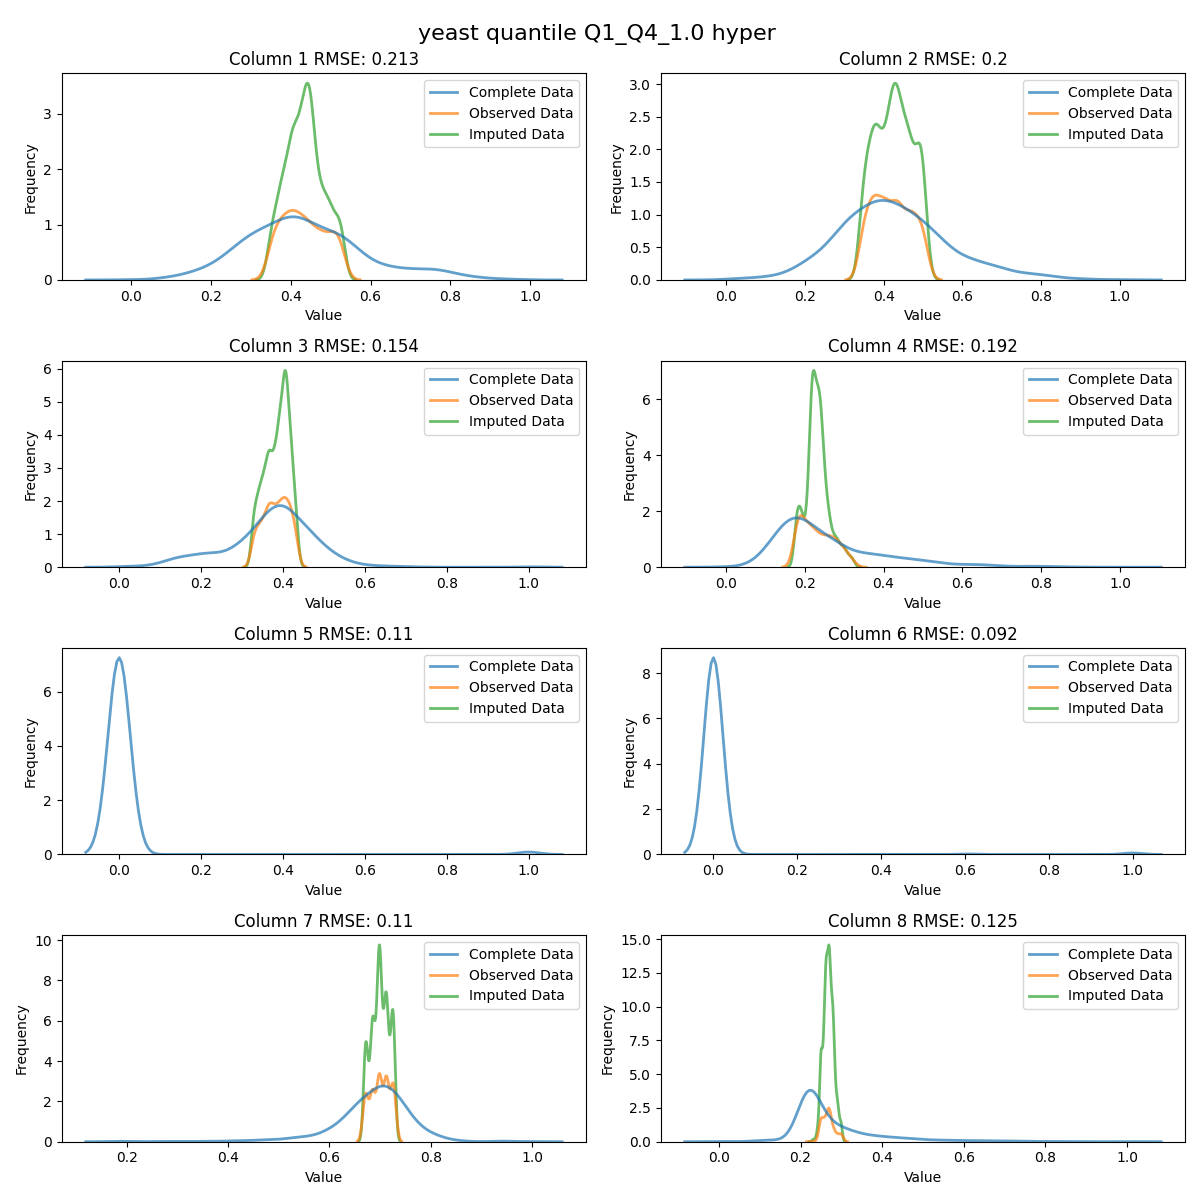 yeast quantile Q1_Q4_1.0 hyper
Column 1 RMSE: 0.213
Frequency
3
2
1
0
Complete Data
Observed Data
Imputed Data
0.0 0.2 0.4 0.6 0.8 1.0
Value
Column 2 RMSE: 0.2
Frequency
3.0
2.5
2.0
1.5
1.0
0.5
0.0
Complete Data
Observed Data
Imputed Data
0.0 0.2 0.4 0.6 0.8 1.0
Value
Column 3 RMSE: 0.154
Frequency
6
5
4
3
2
1
0
Complete Data
Observed Data
Imputed Data
0.0 0.2 0.4 0.6 0.8 1.0
Value
Column 4 RMSE: 0.192
Frequency
6
4
2
0
Complete Data
Observed Data
Imputed Data
0.0 0.2 0.4 0.6 0.8 1.0
Value
Column 5 RMSE: 0.11
Frequency
6
4
2
0
Complete Data
Observed Data
Imputed Data
0.0 0.2 0.4 0.6 0.8 1.0
Value
Column 6 RMSE: 0.092
Frequency
8
6
4
2
0
Complete Data
Observed Data
Imputed Data
0.0 0.2 0.4 0.6 0.8 1.0
Value
Column 7 RMSE: 0.11
Frequency
10
8
6
4
2
0
Complete Data
Observed Data
Imputed Data
0.2 0.4 0.6 0.8 1.0
Value
Column 8 RMSE: 0.125
Frequency
15.0
12.5
10.0
7.5
5.0
2.5
0.0
Complete Data
Observed Data
Imputed Data
0.0 0.2 0.4 0.6 0.8 1.0
Value